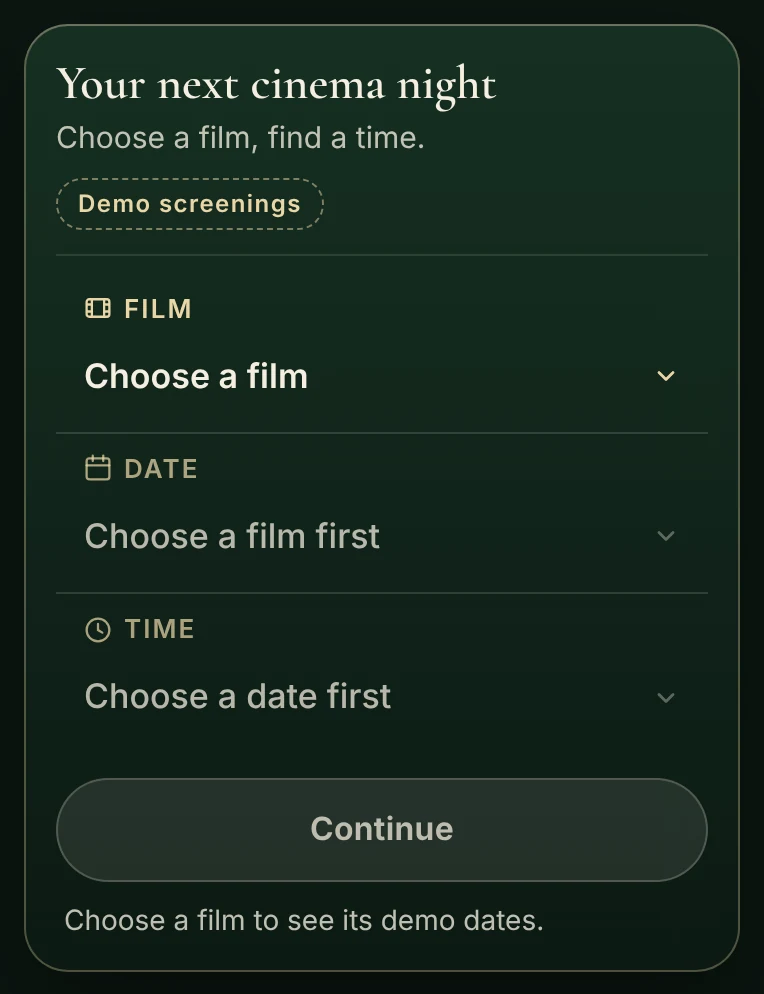 Your next cinema night
Choose a film, find a time.
Demo screenings
FILM
Choose a film
DATE
Choose a film first
TIME
Choose a date first
Continue
Choose a film to see its demo dates.